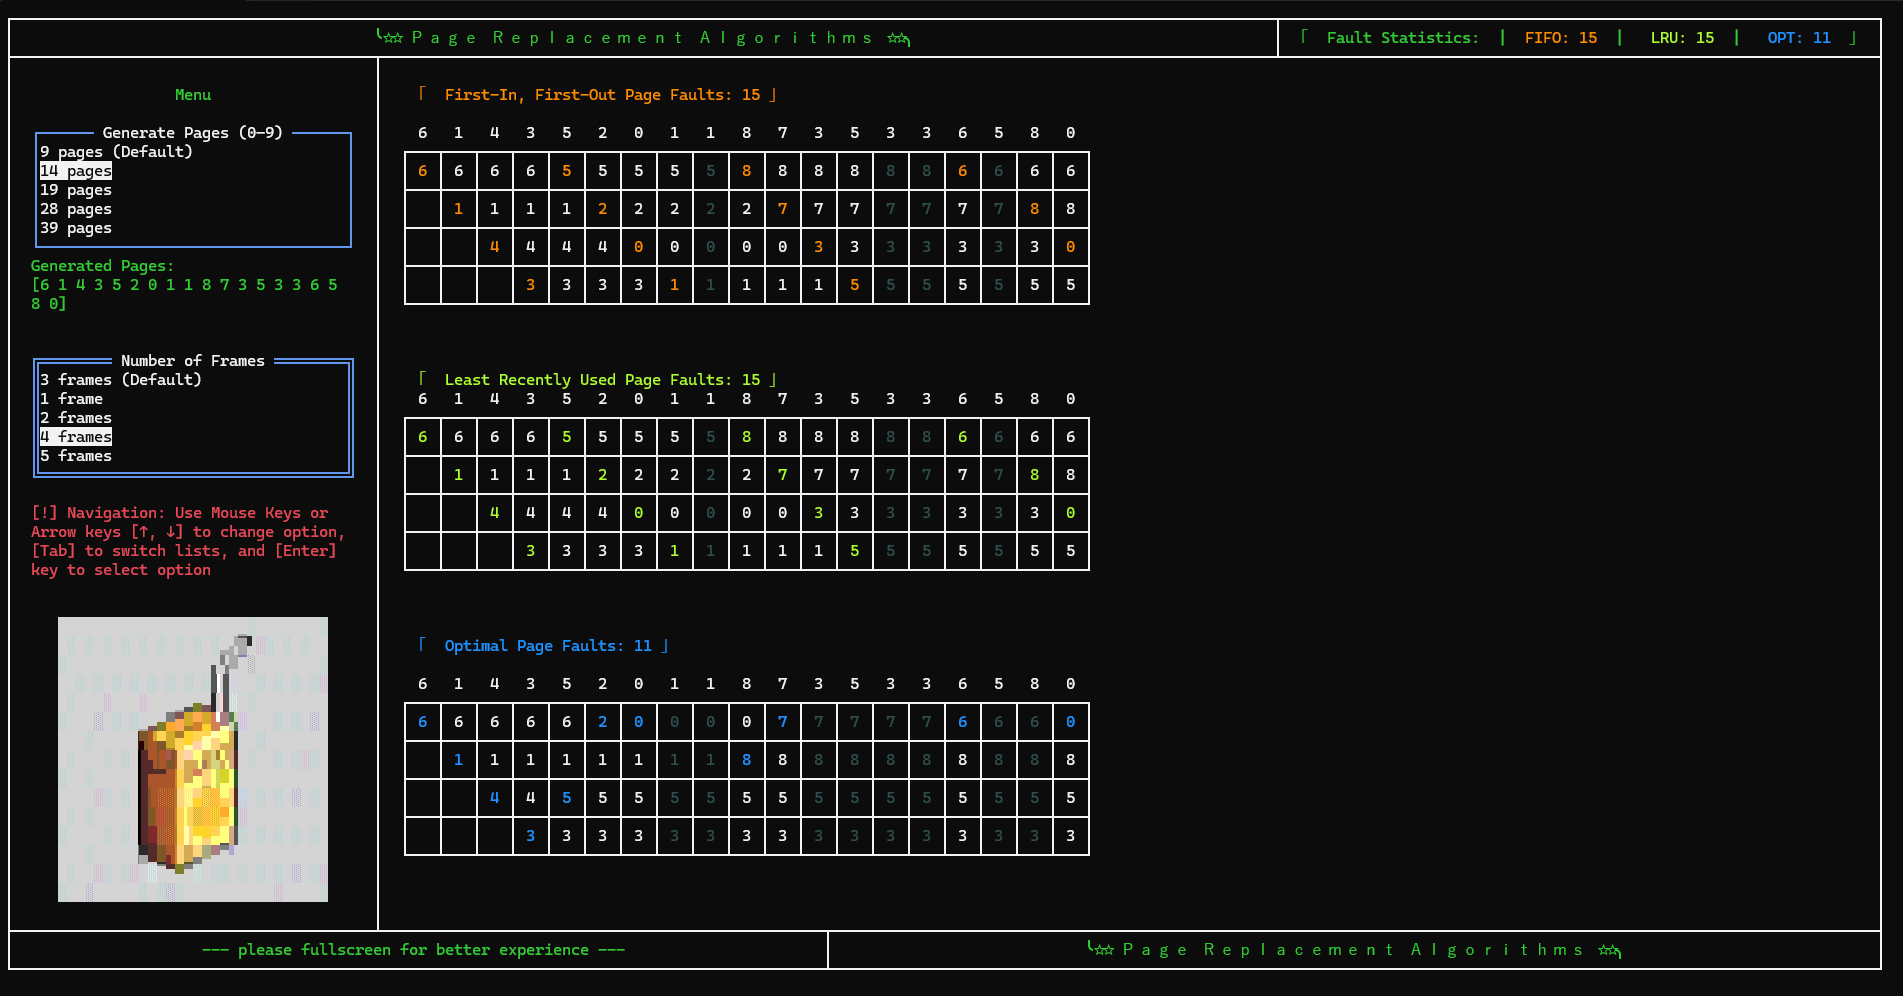 ╰☆☆ Page Replacement Algorithms ☆☆╮
「 Fault Statistics: | FIFO: 15 | LRU: 15 | OPT: 11 」
Menu
Generate Pages (0-9)
9 pages (Default)
14 pages
19 pages
28 pages
39 pages
Generated Pages:
[6 1 4 3 5 2 0 1 1 8 7 3 5 3 3 6 5
8 0]
Number of Frames
3 frames (Default)
1 frame
2 frames
4 frames
5 frames
[!] Navigation: Use Mouse Keys or
Arrow keys [↑, ↓] to change option,
[Tab] to switch lists, and [Enter]
key to select option
「 First-In, First-Out Page Faults: 15 」
6 1 4 3 5 2 0 1 1 8 7 3 5 3 3 6 5 8 0
6 6 6 6 5 5 5 5 5 8 8 8 8 8 8 6 6 6 6
1 1 1 1 2 2 2 2 2 7 7 7 7 7 7 7 8 8
4 4 4 4 0 0 0 0 0 3 3 3 3 3 3 3 0
3 3 3 3 1 1 1 1 1 5 5 5 5 5 5 5
「 Least Recently Used Page Faults: 15 」
6 1 4 3 5 2 0 1 1 8 7 3 5 3 3 6 5 8 0
6 6 6 6 5 5 5 5 5 8 8 8 8 8 8 6 6 6 6
1 1 1 1 2 2 2 2 2 7 7 7 7 7 7 7 8 8
4 4 4 4 0 0 0 0 0 3 3 3 3 3 3 3 0
3 3 3 3 1 1 1 1 1 5 5 5 5 5 5 5
「 Optimal Page Faults: 11 」
6 1 4 3 5 2 0 1 1 8 7 3 5 3 3 6 5 8 0
6 6 6 6 6 2 0 0 0 0 7 7 7 7 7 6 6 6 0
1 1 1 1 1 1 1 1 8 8 8 8 8 8 8 8 8 8
4 4 5 5 5 5 5 5 5 5 5 5 5 5 5 5 5
3 3 3 3 3 3 3 3 3 3 3 3 3 3 3 3
--- please fullscreen for better experience ---
╰☆☆ Page Replacement Algorithms ☆☆╮